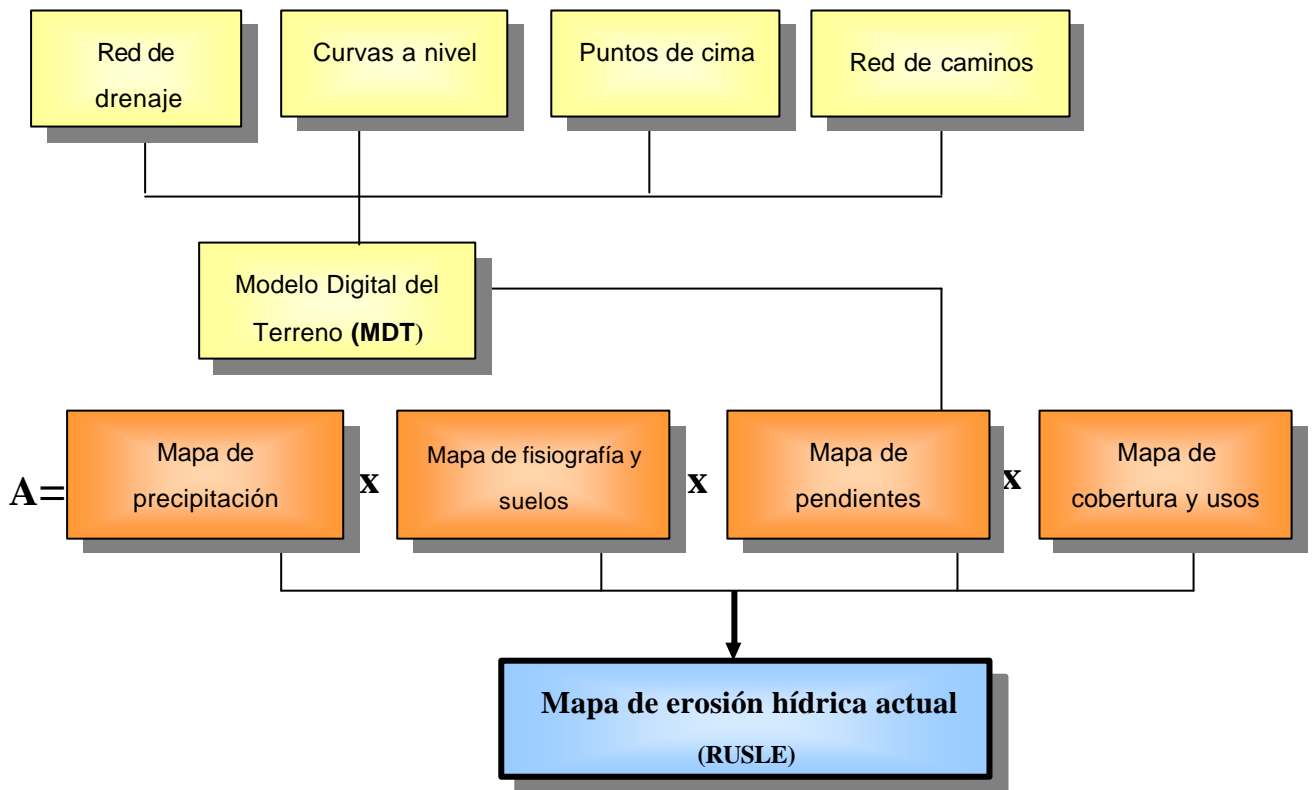 Red de
drenaje
Curvas a nivel
Puntos de cima
Red de caminos
Modelo Digital del
Terreno (MDT)
A=
Mapa de
precipitación
x
Mapa de fisiografía y
suelos
x
Mapa de
pendientes
x
Mapa de
cobertura y usos
Mapa de erosión hídrica actual
(RUSLE)